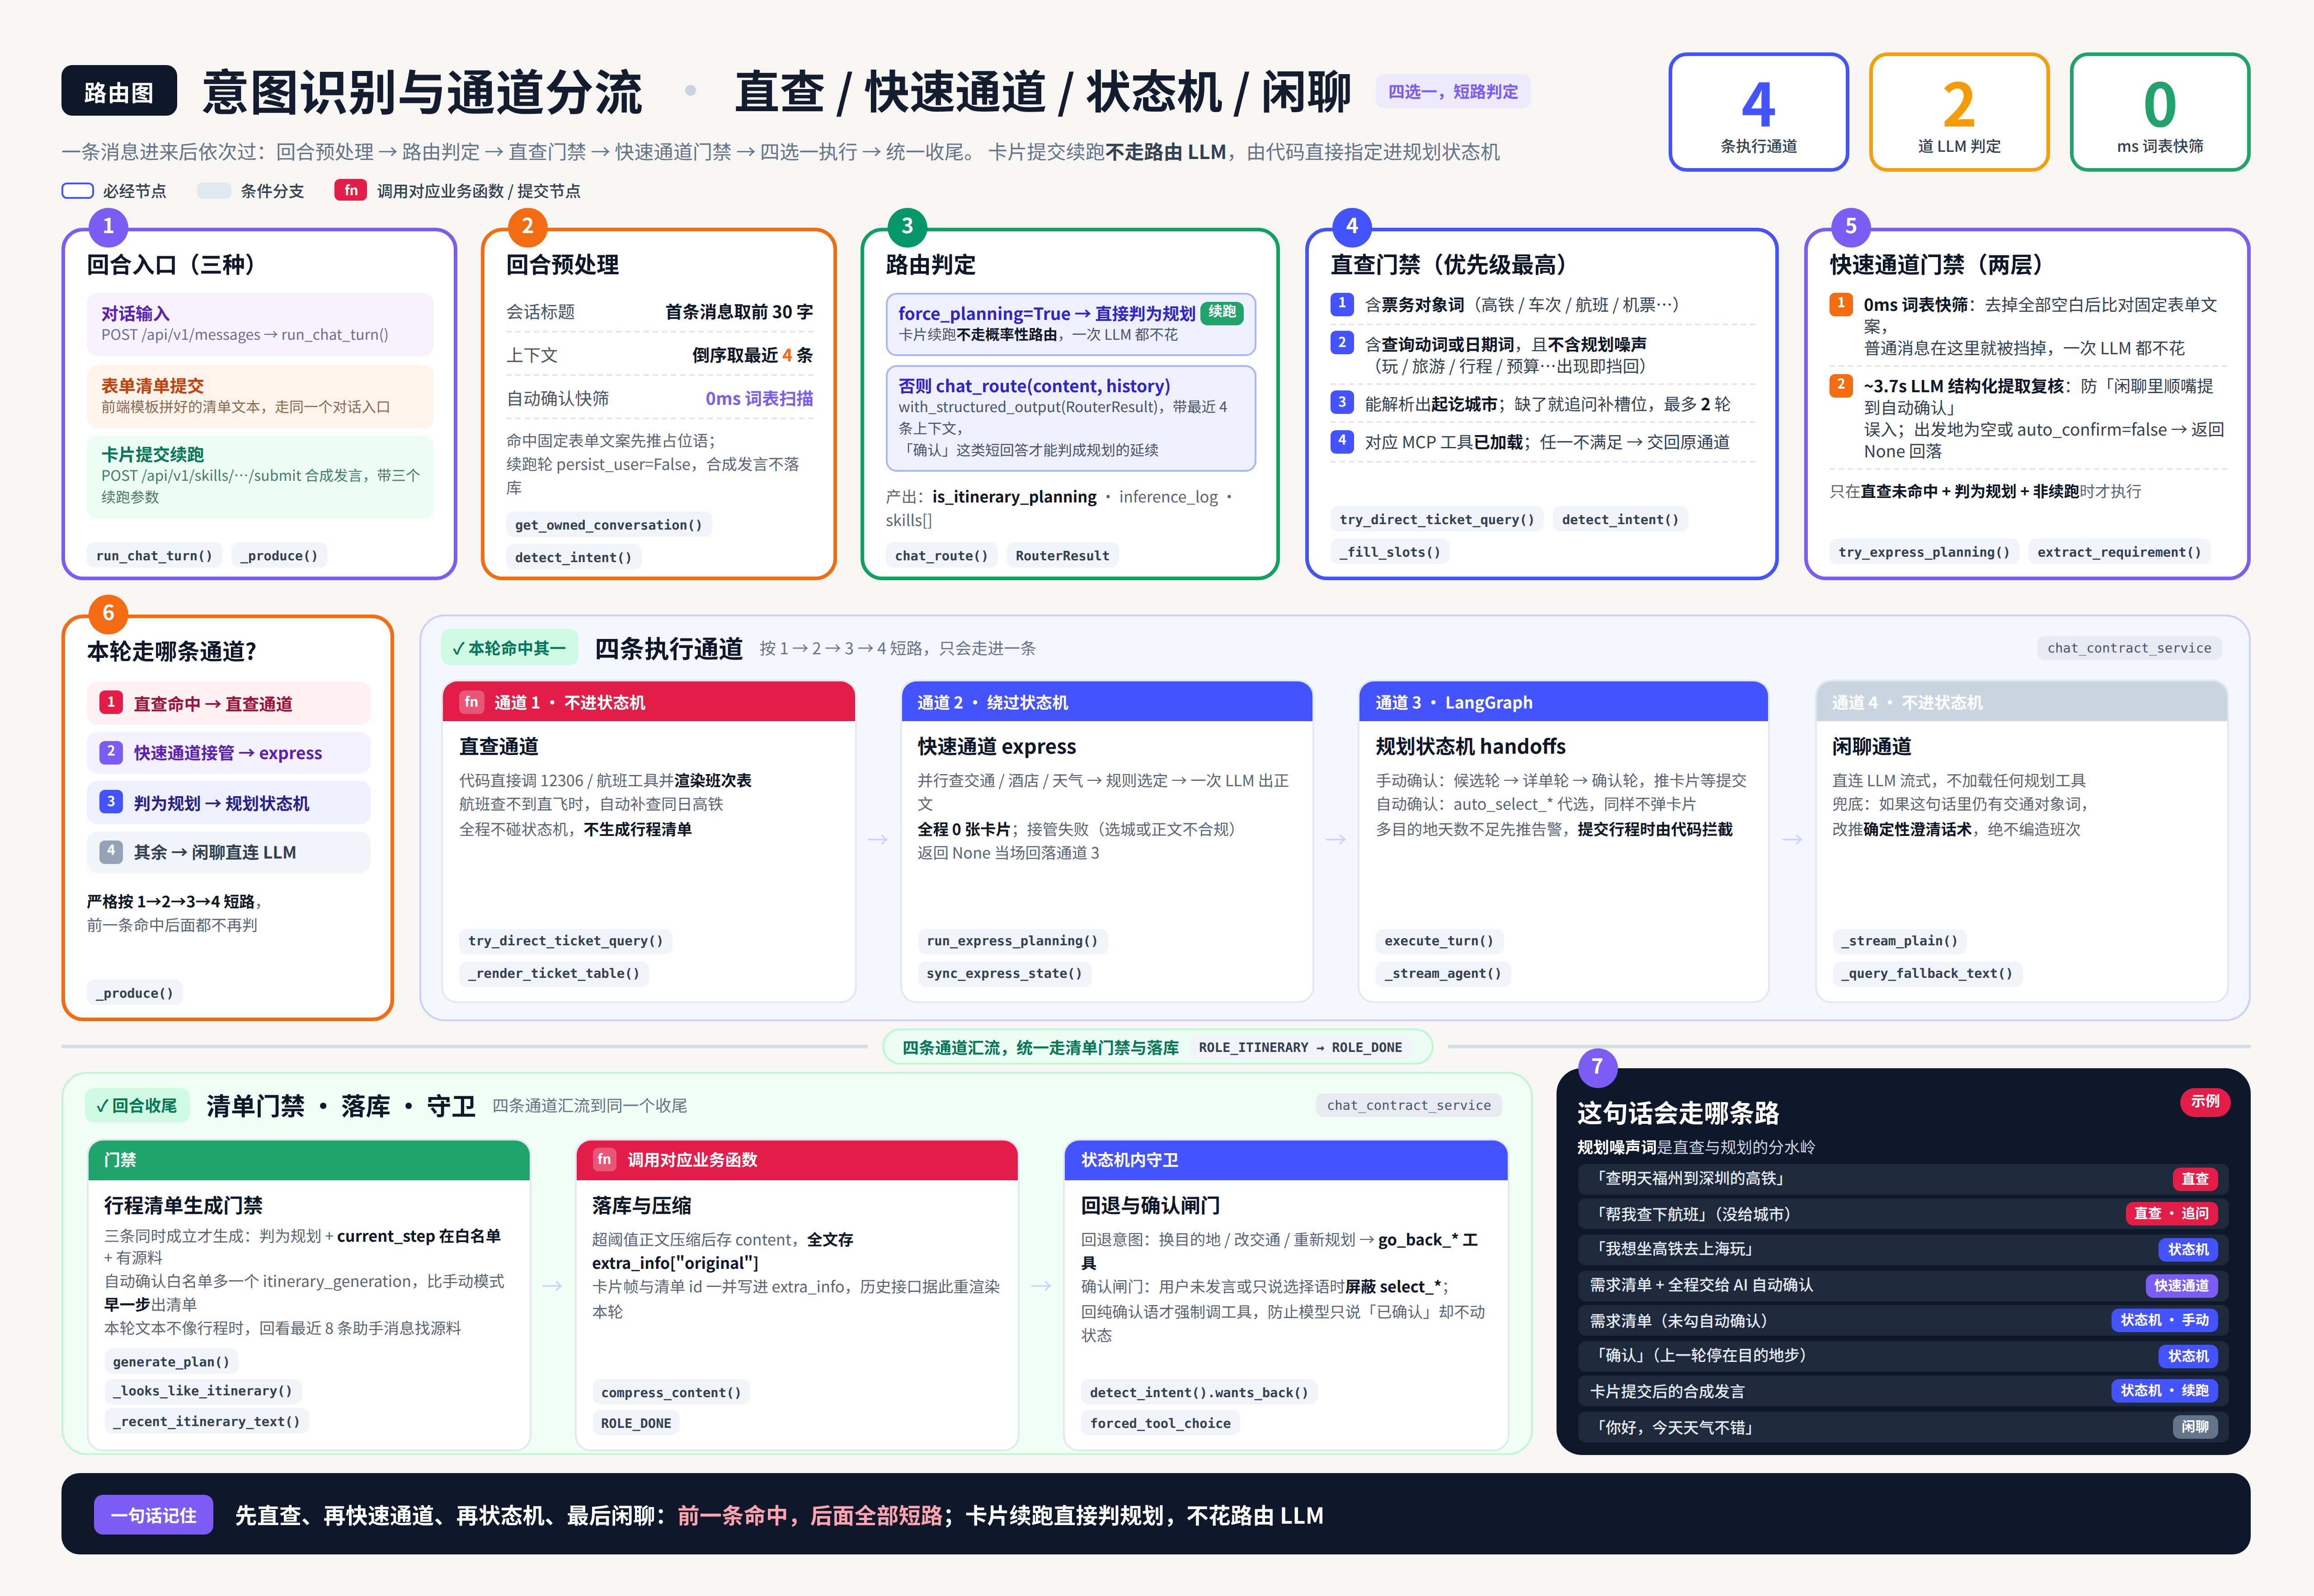 路由图
意图识别与通道分流 • 直查 / 快速通道 / 状态机 / 闲聊
四选一，短路判定
一条消息进来后依次过：回合预处理 → 路由判定 → 直查门禁 → 快速通道门禁 → 四选一执行 → 统一收尾。 卡片提交续跑不走路由 LLM，由代码直接指定进规划状态机
必经节点
条件分支
fn 调用对应业务函数 / 提交节点
4
条执行通道
2
道 LLM 判定
0
ms 词表快筛
1
回合入口（三种）
对话输入
POST /api/v1/messages → run_chat_turn()
表单清单提交
前端模板拼好的清单文本，走同一个对话入口
卡片提交续跑
POST /api/v1/skills/…/submit 合成发言，带三个
续跑参数
run_chat_turn() _produce()
2
回合预处理
会话标题 首条消息取前 30 字
上下文 倒序取最近 4 条
自动确认快筛 0ms 词表扫描
命中固定表单文案先推占位语；
续跑轮 persist_user=False，合成发言不落
库
get_owned_conversation()
detect_intent()
3
路由判定
force_planning=True → 直接判为规划 续跑
卡片续跑不走概率性路由，一次 LLM 都不花
否则 chat_route(content, history)
with_structured_output(RouterResult)，带最近 4
条上下文，
「确认」这类短回答才能判成规划的延续
产出：is_itinerary_planning · inference_log ·
skills[]
chat_route() RouterResult
4
直查门禁（优先级最高）
1 含票务对象词（高铁 / 车次 / 航班 / 机票…）
2 含查询动词或日期词，且不含规划噪声
（玩 / 旅游 / 行程 / 预算…出现即挡回）
3 能解析出起讫城市；缺了就追问补槽位，最多 2 轮
4 对应 MCP 工具已加载；任一不满足 → 交回原通道
try_direct_ticket_query() detect_intent()
_fill_slots()
5
快速通道门禁（两层）
1 0ms 词表快筛：去掉全部空白后比对固定表单文
案，
普通消息在这里就被挡掉，一次 LLM 都不花
2 ~3.7s LLM 结构化提取复核：防「闲聊里顺嘴提
到自动确认」
误入；出发地为空或 auto_confirm=false → 返回
None 回落
只在直查未命中 + 判为规划 + 非续跑时才执行
try_express_planning() extract_requirement()
6
本轮走哪条通道?
1 直查命中 → 直查通道
2 快速通道接管 → express
3 判为规划 → 规划状态机
4 其余 → 闲聊直连 LLM
严格按 1→2→3→4 短路，
前一条命中后面都不再判
_produce()
✓ 本轮命中其一 四条执行通道 按 1 → 2 → 3 → 4 短路，只会走进一条
chat_contract_service
fn 通道 1 · 不进状态机
直查通道
代码直接调 12306 / 航班工具并渲染班次表
航班查不到直飞时，自动补查同日高铁
全程不碰状态机，不生成行程清单
try_direct_ticket_query()
_render_ticket_table()
→
通道 2 · 绕过状态机
快速通道 express
并行查交通 / 酒店 / 天气 → 规则选定 → 一次 LLM 出正
文
全程 0 张卡片；接管失败（选城或正文不合规）
返回 None 当场回落通道 3
run_express_planning()
sync_express_state()
→
通道 3 · LangGraph
规划状态机 handoffs
手动确认：候选轮 → 详单轮 → 确认轮，推卡片等提交
自动确认：auto_select_* 代选，同样不弹卡片
多目的地天数不足先推告警，提交行程时由代码拦截
execute_turn()
_stream_agent()
→
通道 4 · 不进状态机
闲聊通道
直连 LLM 流式，不加载任何规划工具
兜底：如果这句话里仍有交通对象词，
改推确定性澄清话术，绝不编造班次
_stream_plain()
_query_fallback_text()
四条通道汇流，统一走清单门禁与落库 ROLE_ITINERARY → ROLE_DONE
✓ 回合收尾 清单门禁 · 落库 · 守卫 四条通道汇流到同一个收尾
chat_contract_service
门禁
行程清单生成门禁
三条同时成立才生成：判为规划 + current_step 在白名单
+ 有源料
自动确认白名单多一个 itinerary_generation，比手动模式
早一步出清单
本轮文本不像行程时，回看最近 8 条助手消息找源料
generate_plan()
_looks_like_itinerary()
_recent_itinerary_text()
→
fn 调用对应业务函数
落库与压缩
超阈值正文压缩后存 content，全文存
extra_info["original"]
卡片帧与清单 id 一并写进 extra_info，历史接口据此重渲染
本轮
compress_content()
ROLE_DONE
→
状态机内守卫
回退与确认闸门
回退意图：换目的地 / 改交通 / 重新规划 → go_back_* 工
具
确认闸门：用户未发言或只说选择语时屏蔽 select_*；
回纯确认语才强制调工具，防止模型只说「已确认」却不动
状态
detect_intent().wants_back()
forced_tool_choice
7
这句话会走哪条路
示例
规划噪声词是直查与规划的分水岭
「查明天福州到深圳的高铁」 直查
「帮我查下航班」（没给城市） 直查 · 追问
「我想坐高铁去上海玩」 状态机
需求清单 + 全程交给 AI 自动确认 快速通道
需求清单（未勾自动确认） 状态机 · 手动
「确认」（上一轮停在目的地步） 状态机
卡片提交后的合成发言 状态机 · 续跑
「你好，今天天气不错」 闲聊
一句话记住 先直查、再快速通道、再状态机、最后闲聊：前一条命中，后面全部短路；卡片续跑直接判规划，不花路由 LLM